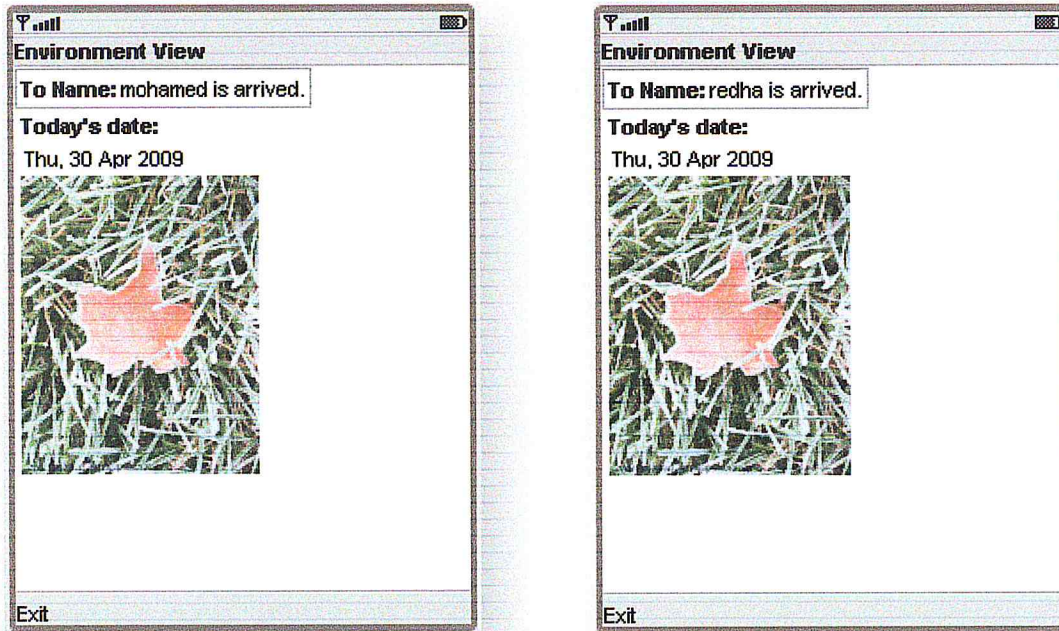 Environment View
To Name: mohamed is arrived.
Today's date:
Thu, 30 Apr 2009
Exit
Environment View
To Name: redha is arrived.
Today's date:
Thu, 30 Apr 2009
Exit